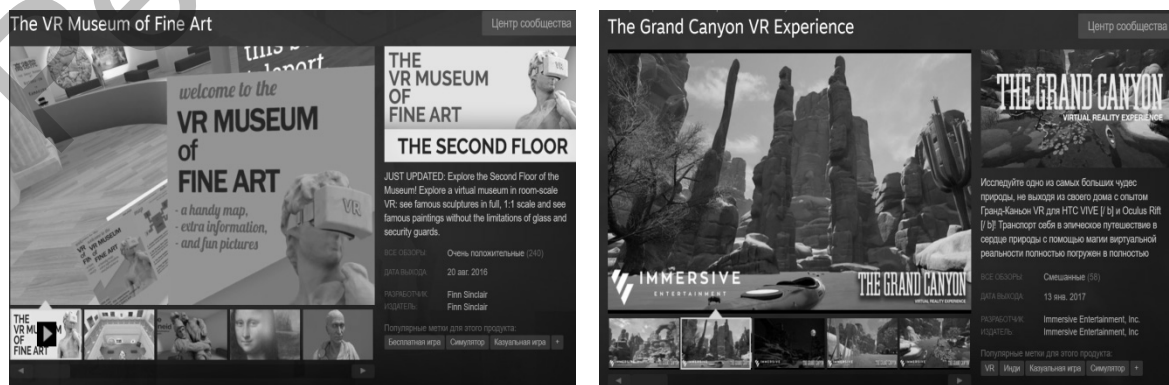 The VR Museum of Fine Art
Центр сообщества
this b
teleport
welcome to the
VR MUSEUM
of
FINE ART
- a handy map,
- extra information,
- and fun pictures
VR
THE
VR MUSEUM
OF
FINE ART
THE SECOND FLOOR
JUST UPDATED: Explore the Second Floor of the
Museum! Explore a virtual museum in room-scale
VR: see famous sculptures in full, 1:1 scale and see
famous paintings without the limitations of glass and
security guards.
ВСЕ ОБЗОРЫ: Очень положительные (240)
ДАТА ВЫХОДА: 20 авг. 2016
РАЗРАБОТЧИК: Finn Sinclair
ИЗДАТЕЛЬ: Finn Sinclair
Популярные метки для этого продукта:
Бесплатная игра Симулятор Казуальная игра +
THE
VR MU
OF
FINE ART
The Grand Canyon VR Experience
Центр сообщества
IMMERSIVE
ENTERTAINMENT
THE GRAND CANYON
VIRTUAL REALITY EXPERIENCE
THE GRAND CANYON
VIRTUAL REALITY EXPERIENCE
Исследуйте одно из самых больших чудес
природы, не выходя из своего дома с опытом
Гранд-Каньон VR для HTC VIVE [/ b] и Oculus Rift
[/ b]! Транспорт себя в эпическое путешествие в
сердце природы с помощью магии виртуальной
реальности полностью погружен в полностью
ВСЕ ОБЗОРЫ: Смешанные (58)
ДАТА ВЫХОДА: 13 янв. 2017
РАЗРАБОТЧИК: Immersive Entertainment, Inc.
ИЗДАТЕЛЬ: Immersive Entertainment, Inc
Популярные метки для этого продукта:
VR Инди Казуальная игра Симулятор +